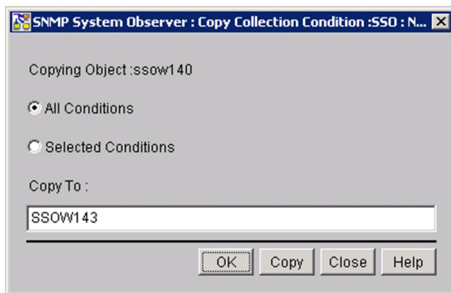 SNMP System Observer : Copy Collection Condition :SSO : N...
Copying Object :ssow140
All Conditions
Selected Conditions
Copy To :
SSOW143
OK Copy Close Help